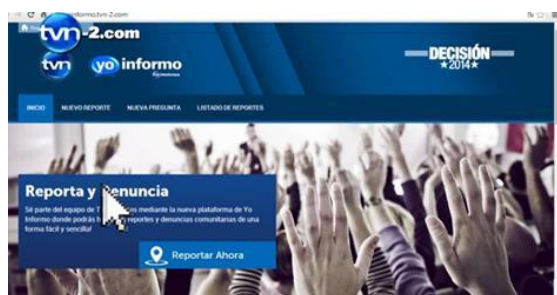 informo.tvn-2.com
tvn-2.com
tvn yo informo
DECISIÓN
★2014★
INICIO NUEVO REPORTE NUEVA PREGUNTA LISTADO DE REPORTES
Reporta y Denuncia
Sé parte del equipo de mediante la nueva plataforma de Yo
Informo donde podrás reportes y denuncias comunitarias de una
forma fácil y sencilla!
Reportar Ahora